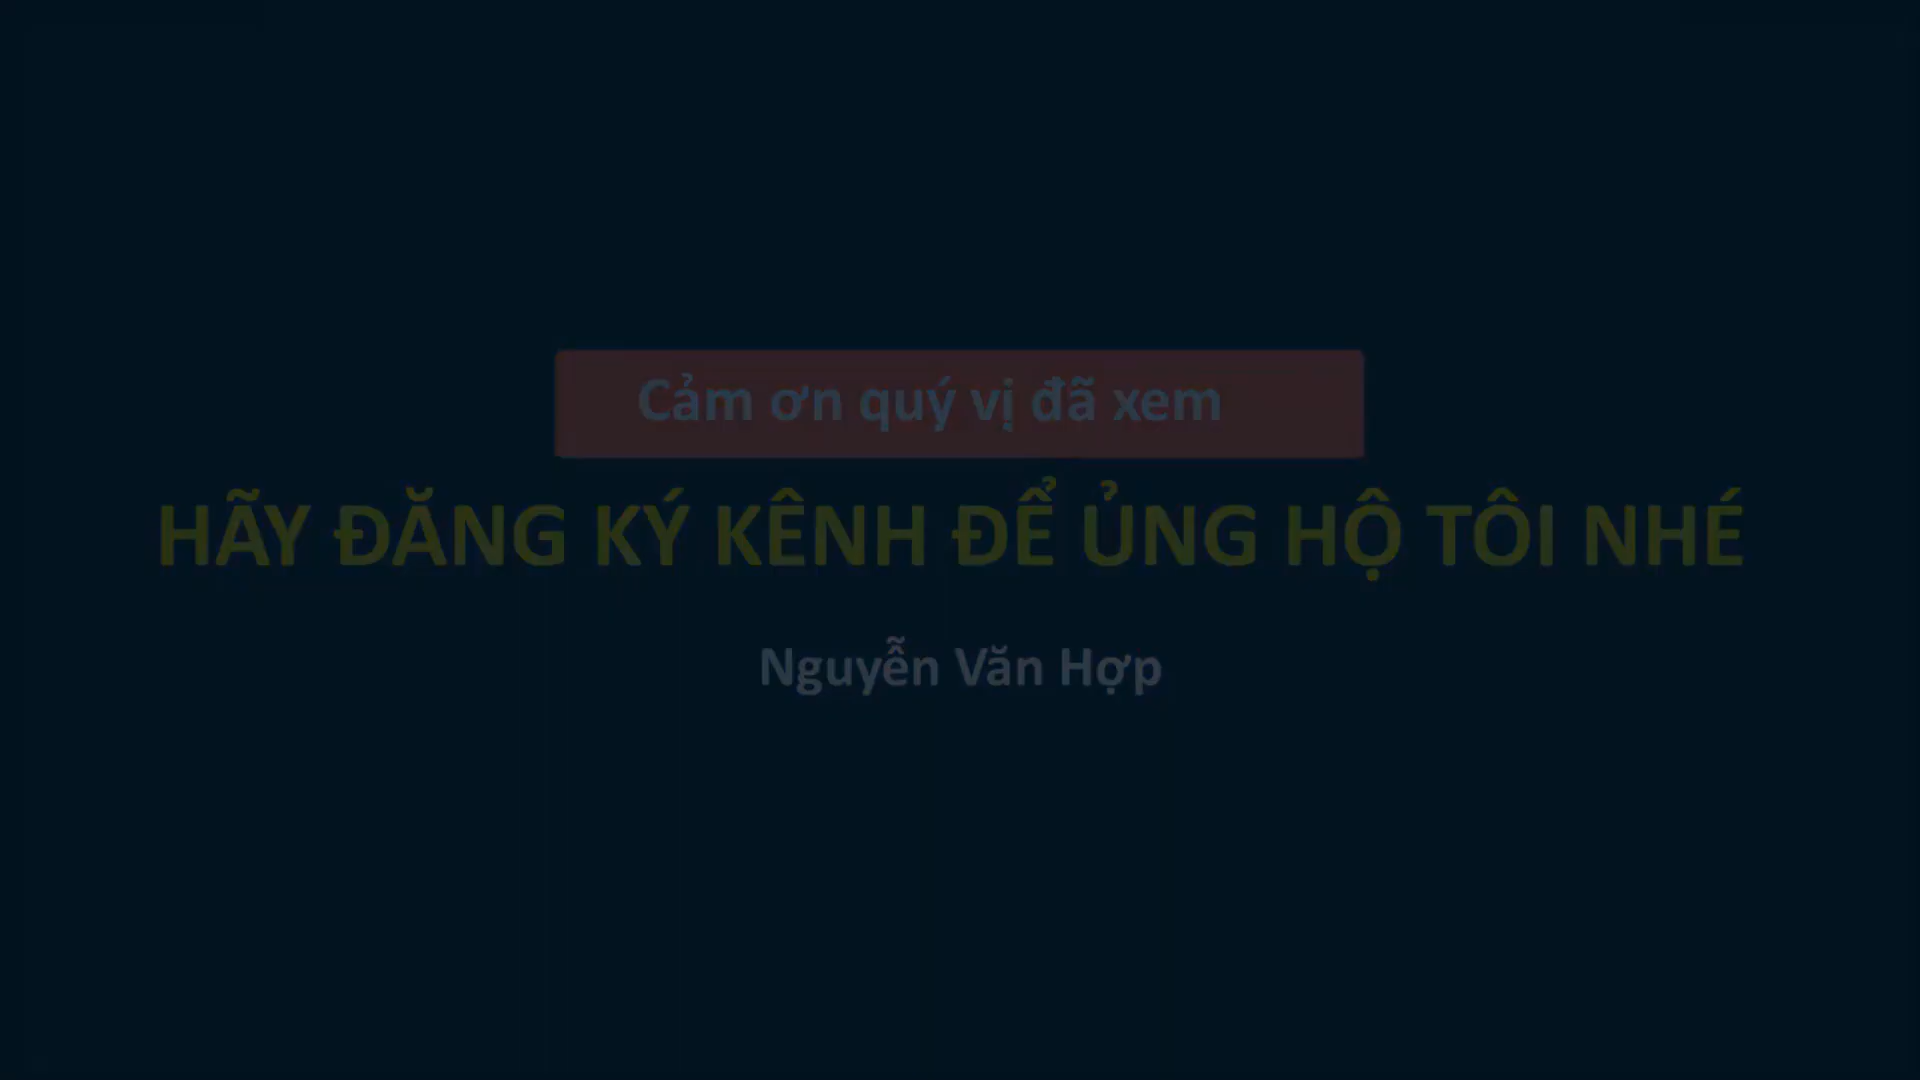 Cảm ơn quý vị đã xem
HÃY ĐĂNG KÝ KÊNH ĐỂ ỦNG HỘ TÔI NHÉ
Nguyễn Văn Hợp